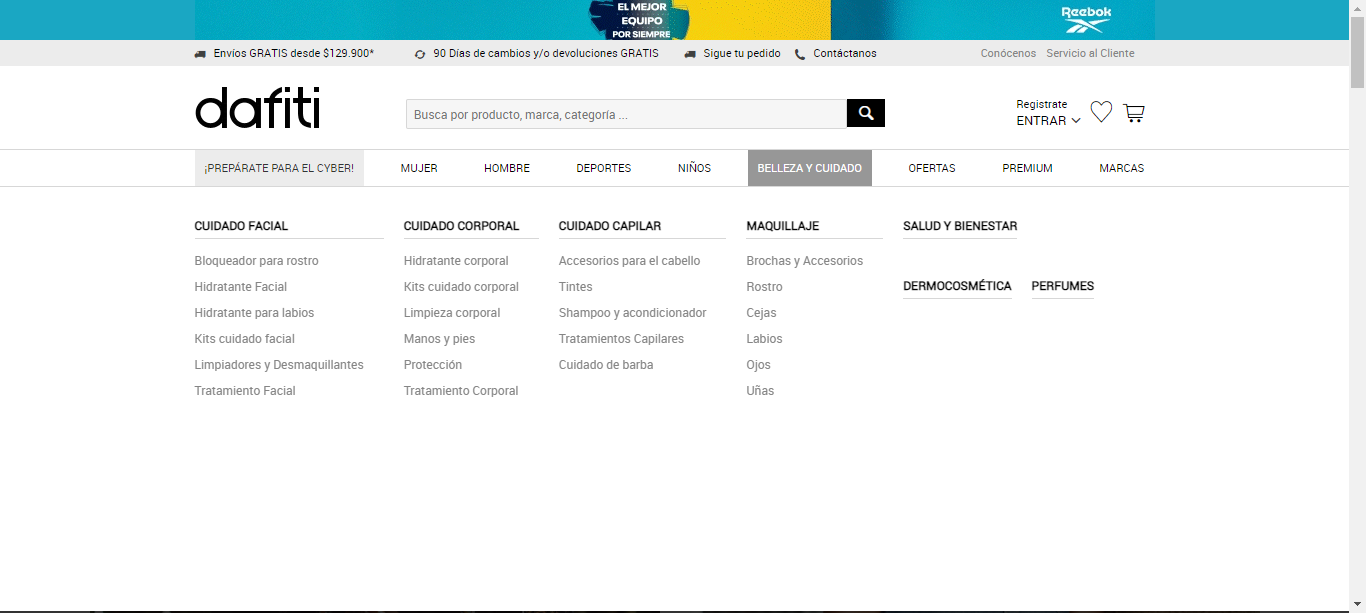 EL MEJOR
EQUIPO
POR SIEMPRE
Reebok
Envíos GRATIS desde $129.900*
90 Días de cambios y/o devoluciones GRATIS
Sigue tu pedido
Contáctanos
Conócenos
Servicio al Cliente
dafiti
Busca por producto, marca, categoría ...
Registrate
ENTRAR
¡PREPÁRATE PARA EL CYBER!
MUJER
HOMBRE
DEPORTES
NIÑOS
BELLEZA Y CUIDADO
OFERTAS
PREMIUM
MARCAS
CUIDADO FACIAL
Bloqueador para rostro
Hidratante Facial
Hidratante para labios
Kits cuidado facial
Limpiadores y Desmaquillantes
Tratamiento Facial
CUIDADO CORPORAL
Hidratante corporal
Kits cuidado corporal
Limpieza corporal
Manos y pies
Protección
Tratamiento Corporal
CUIDADO CAPILAR
Accesorios para el cabello
Tintes
Shampoo y acondicionador
Tratamientos Capilares
Cuidado de barba
MAQUILLAJE
Brochas y Accesorios
Rostro
Cejas
Labios
Ojos
Uñas
SALUD Y BIENESTAR
DERMOCOSMÉTICA
PERFUMES